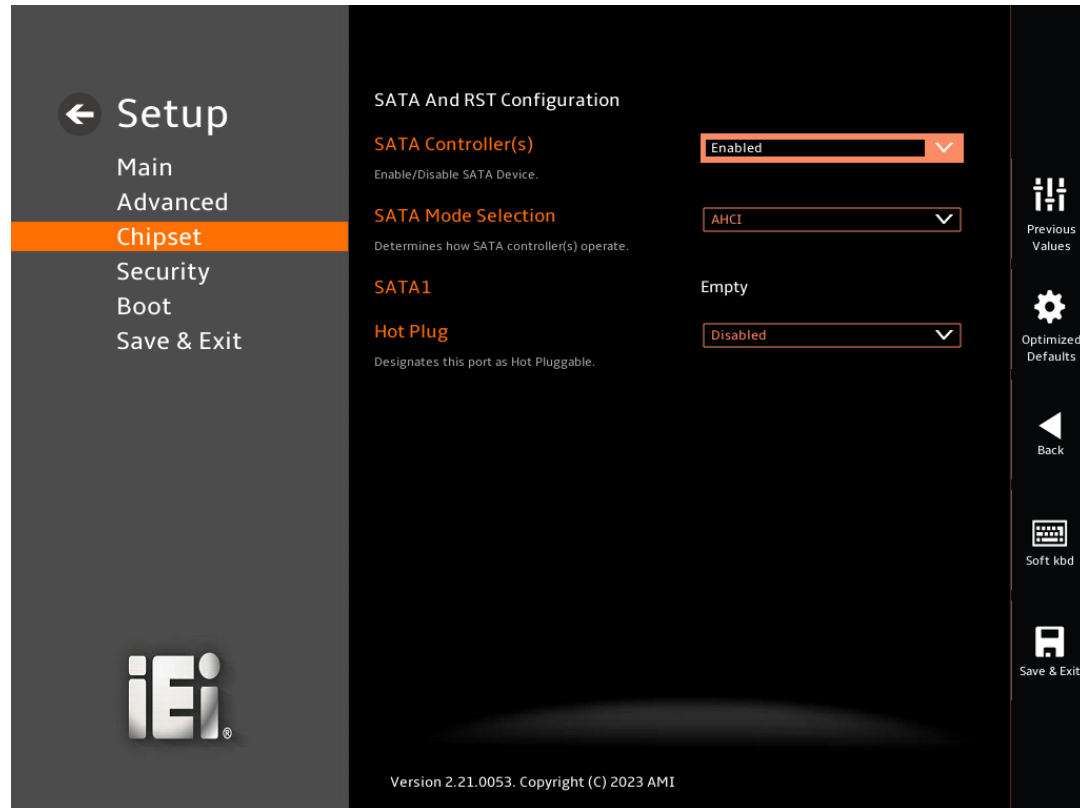 Setup
Main
Advanced
Chipset
Security
Boot
Save & Exit
iEi®
SATA And RST Configuration
SATA Controller(s)
Enabled
Enable/Disable SATA Device.
SATA Mode Selection
AHCI
Determines how SATA controller(s) operate.
SATA1
Empty
Hot Plug
Disabled
Designates this port as Hot Pluggable.
Version 2.21.0053. Copyright (C) 2023 AMI
Previous
Values
Optimized
Defaults
Back
Soft kbd
Save & Exit